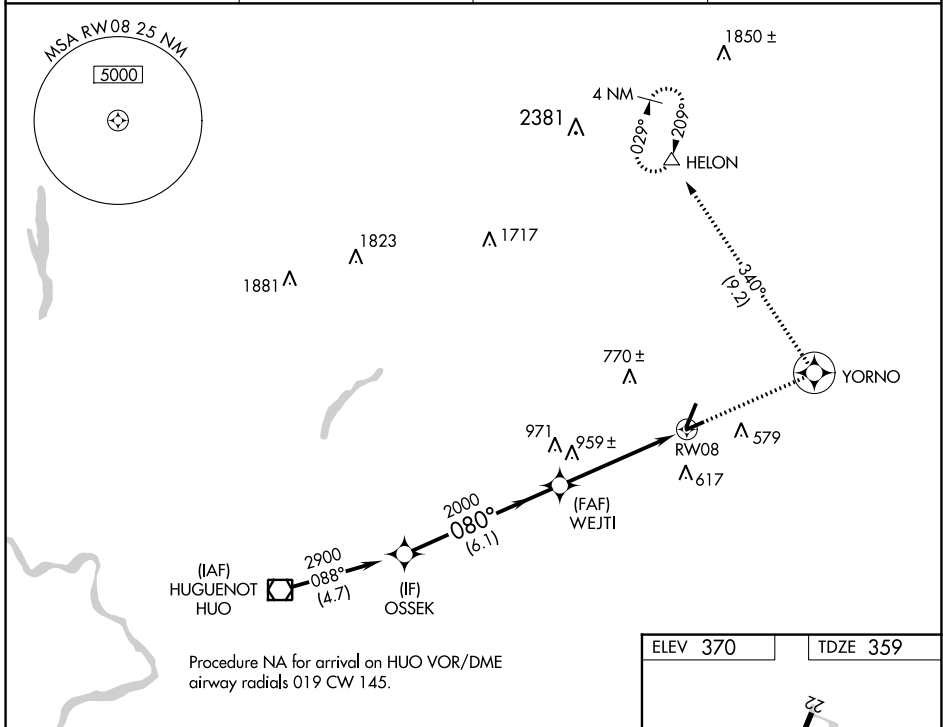 MSA RW08 25 NM
5000
1850 ±
4 NM
2381
029°
209°
HELON
1823
1717
1881
340°
(9.2)
770 ±
YORNO
971
959 ±
579
RW08
617
(FAF)
WEJTI
2000
080°
(6.1)
2900
088°
(4.7)
(IAF)
HUGUENOT
HUO
(IF)
OSSEK
Procedure NA for arrival on HUO VOR/DME
airway radials 019 CW 145.
ELEV 370
TDZE 359
22